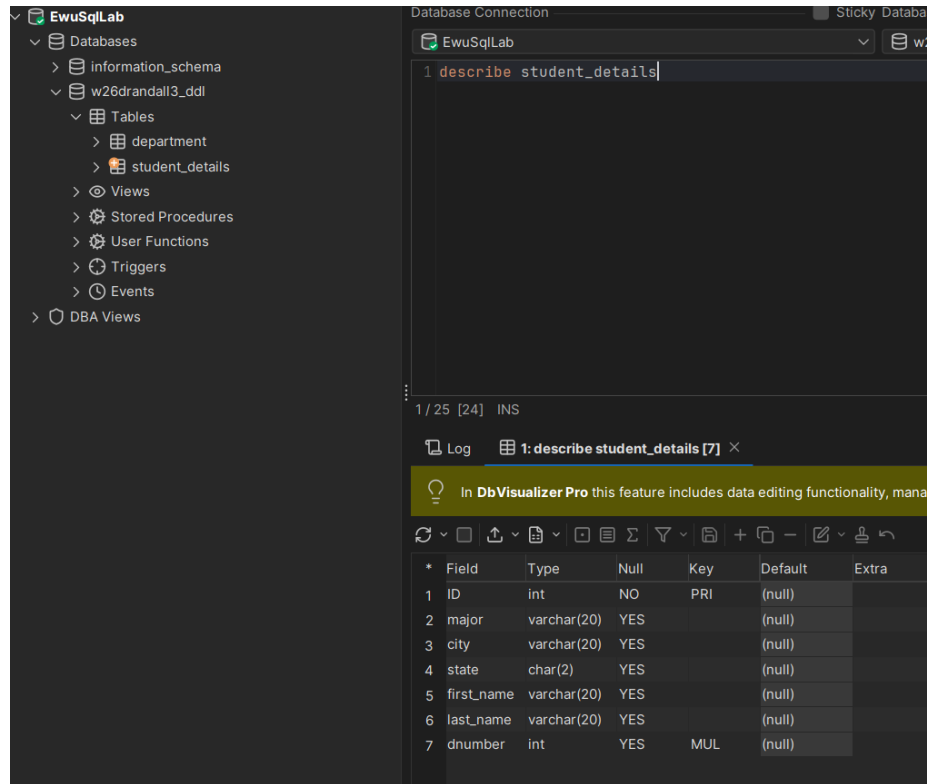 EwuSqlLab
Databases
information_schema
w26drandall3_ddl
Tables
department
student_details
Views
Stored Procedures
User Functions
Triggers
Events
DBA Views
Database Connection Sticky Databa
EwuSqlLab w2
1 describe student_details
1 / 25 [24] INS
Log 1: describe student_details [7]
In DbVisualizer Pro this feature includes data editing functionality, mana
* Field Type Null Key Default Extra
1 ID int NO PRI (null)
2 major varchar(20) YES (null)
3 city varchar(20) YES (null)
4 state char(2) YES (null)
5 first_name varchar(20) YES (null)
6 last_name varchar(20) YES (null)
7 dnumber int YES MUL (null)